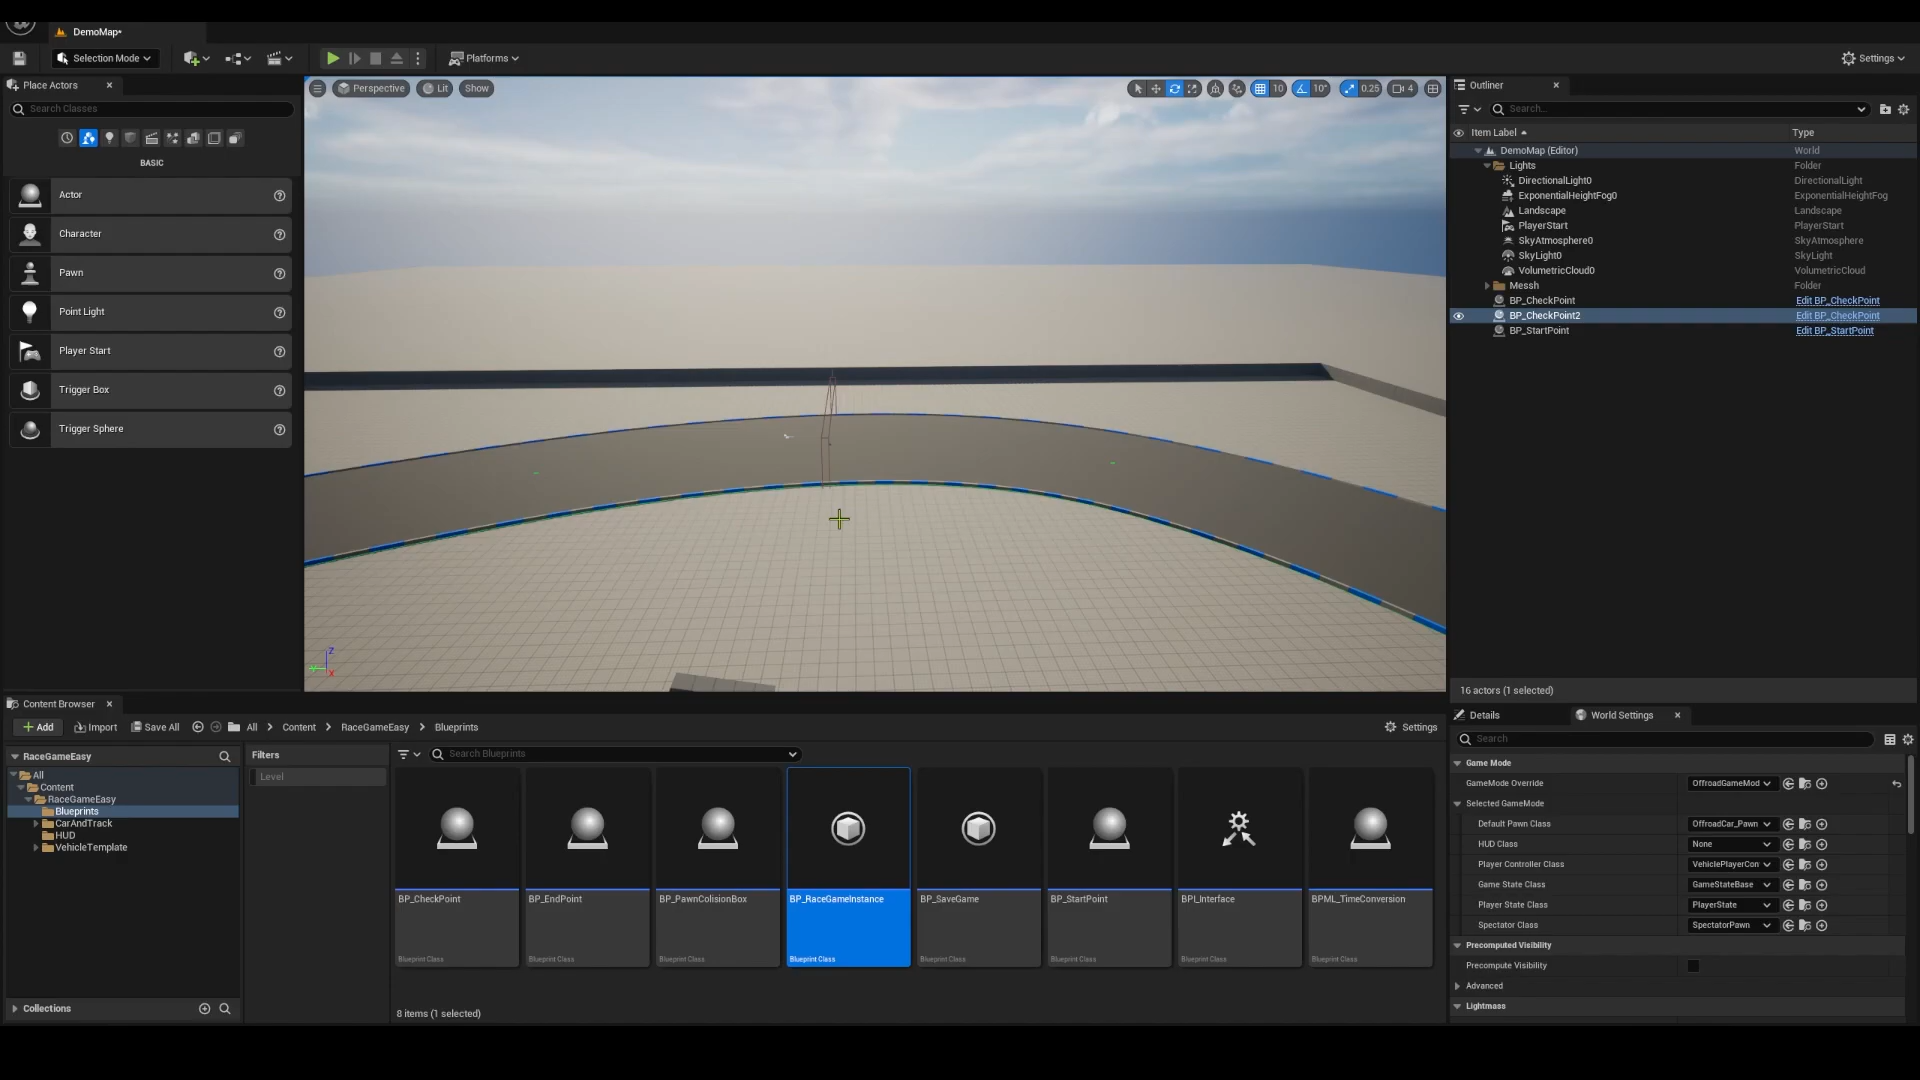 DemoMap*
Selection Mode
Platforms
Settings
Place Actors
Search Classes
BASIC
Actor
Character
Pawn
Point Light
Player Start
Trigger Box
Trigger Sphere
Perspective
Lit
Show
10
10°
0.25
4
Z
X
Outliner
Search...
Item Label
Type
DemoMap (Editor)
World
Lights
Folder
DirectionalLight0
DirectionalLight
ExponentialHeightFog0
ExponentialHeightFog
Landscape
Landscape
PlayerStart
PlayerStart
SkyAtmosphere0
SkyAtmosphere
SkyLight0
SkyLight
VolumetricCloud0
VolumetricCloud
Messh
Folder
BP_CheckPoint
Edit BP_CheckPoint
BP_CheckPoint2
Edit BP_CheckPoint
BP_StartPoint
Edit BP_StartPoint
16 actors (1 selected)
Content Browser
Add
Import
Save All
All
Content
RaceGameEasy
Blueprints
Settings
RaceGameEasy
All
Content
RaceGameEasy
Blueprints
CarAndTrack
HUD
VehicleTemplate
Collections
Filters
Level
Search Blueprints
BP_CheckPoint
Blueprint Class
BP_EndPoint
Blueprint Class
BP_PawnColisionBox
Blueprint Class
BP_RaceGameInstance
Blueprint Class
BP_SaveGame
Blueprint Class
BP_StartPoint
Blueprint Class
BPI_Interface
Blueprint Class
BPML_TimeConversion
Blueprint Class
8 items (1 selected)
Details
World Settings
Search
Game Mode
GameMode Override
OffroadGameMod
Selected GameMode
Default Pawn Class
OffroadCar_Pawn
HUD Class
None
Player Controller Class
VehiclePlayerCon
Game State Class
GameStateBase
Player State Class
PlayerState
Spectator Class
SpectatorPawn
Precomputed Visibility
Precompute Visibility
Advanced
Lightmass